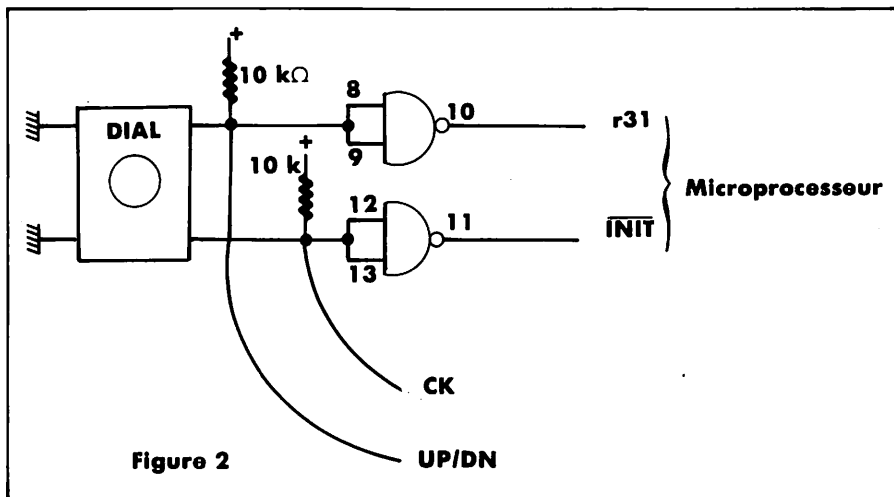 +
10 kΩ
DIAL
8
9
10
r31
+
10 k
12
13
11
INIT
Microprocesseur
CK
UP/DN
Figure 2